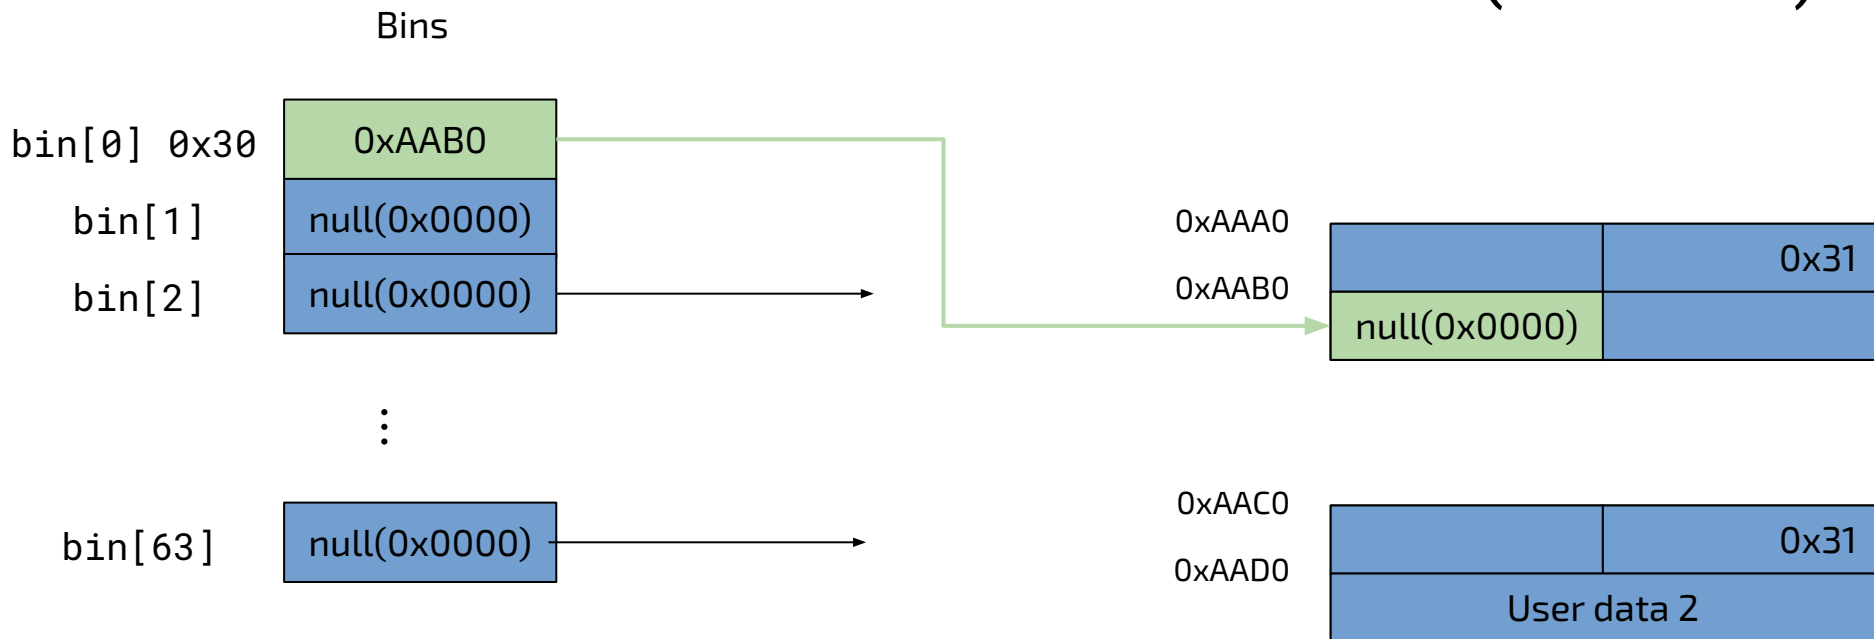 Bins
bin[0] 0x30
0xAAB0
bin[1]
null(0x0000)
bin[2]
null(0x0000)
⋮
bin[63]
null(0x0000)
0xAAA0
0x31
0xAAB0
null(0x0000)
0xAAC0
0x31
0xAAD0
User data 2